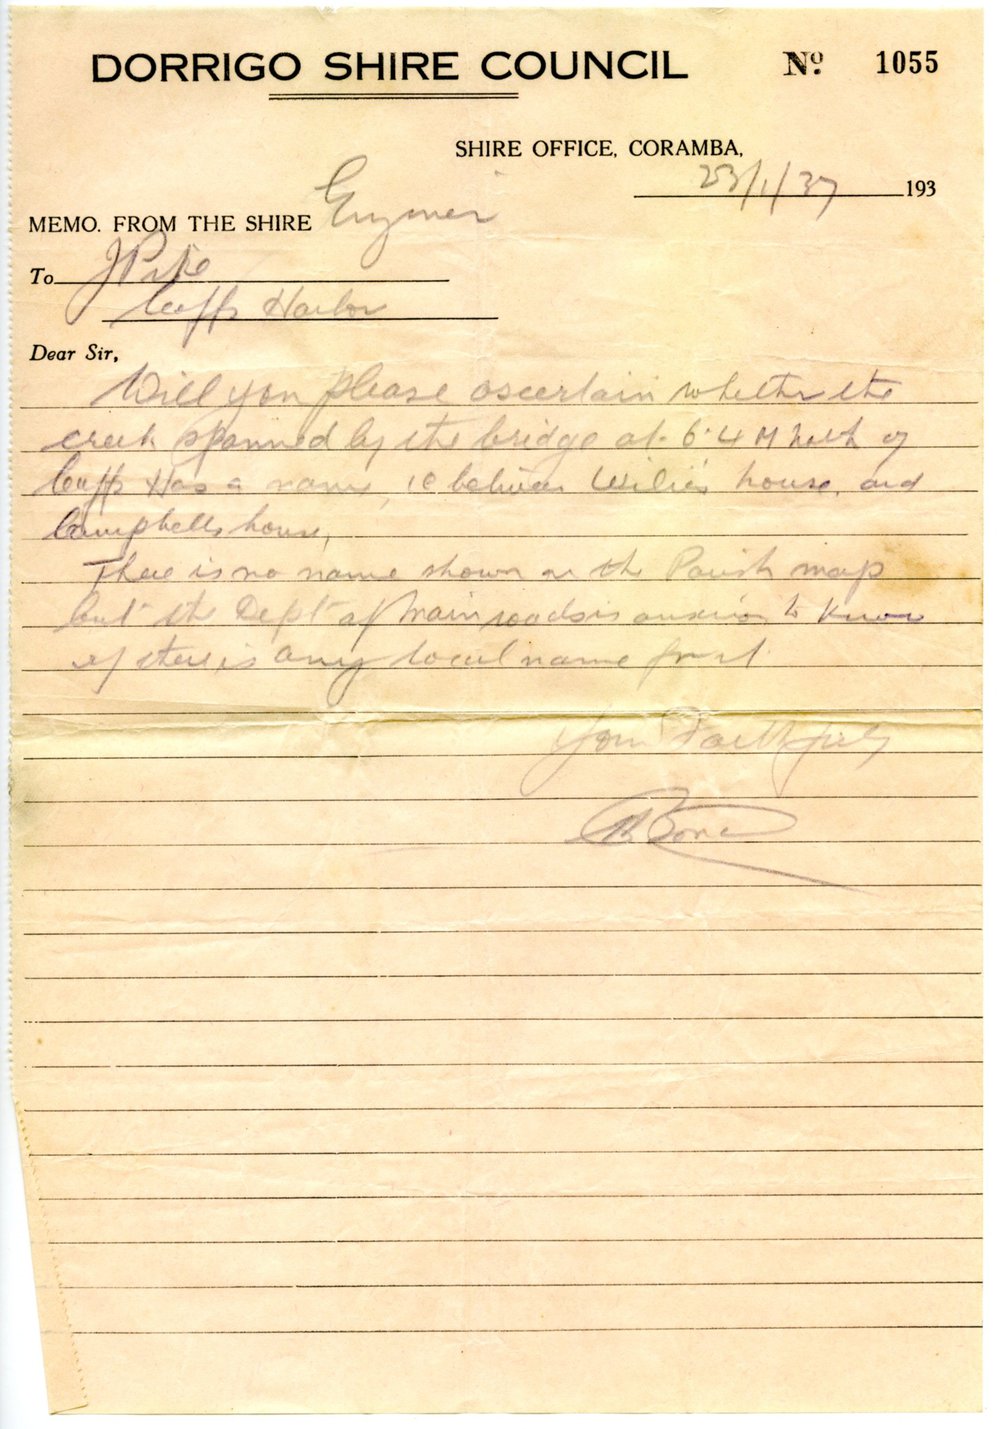 DORRIGO SHIRE COUNCIL Nº. 1055
SHIRE OFFICE, CORAMBA,
23/1/37 193
MEMO. FROM THE SHIRE Engineer
To J Pike
Coffs Harbor
Dear Sir,
Will you please ascertain whether the
creek spanned by the bridge at 6.4 M North of
Coffs Has a name, ie between house, and
Campbells house,
There is no name shown on the Parish map
but the Dept of Main roads is anxious to know
if there is any local name for it
Yours Faithfully